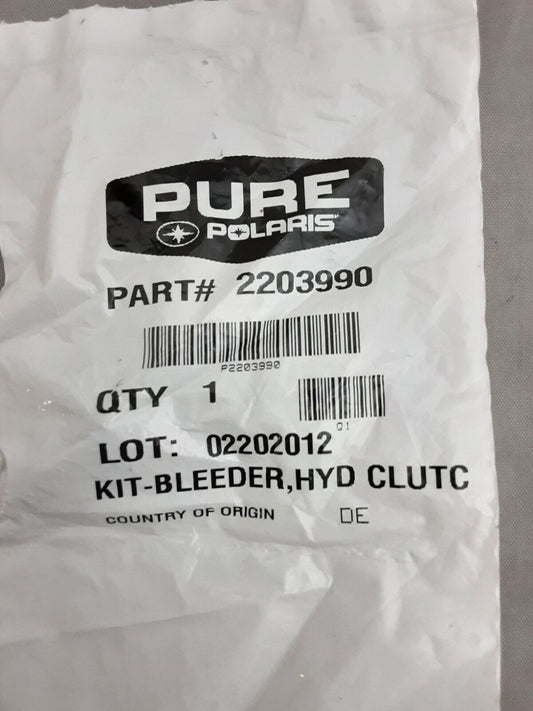 PURE
POLARIS
PART# 2203990
P2203990
QTY 1
Q1
LOT: 02202012
KIT-BLEEDER,HYD CLUTC
COUNTRY OF ORIGIN DE